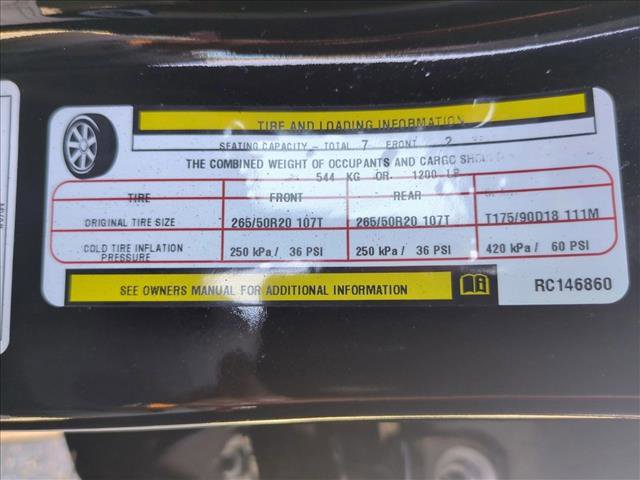 TIRE AND LOADING INFORMATION
SEATING CAPACITY - TOTAL 7 FRONT 2
THE COMBINED WEIGHT OF OCCUPANTS AND CARGO
544 KG OR 1200
TIRE FRONT REAR
ORIGINAL TIRE SIZE 265/50R20 107T 265/50R20 107T T175/90D18 111M
COLD TIRE INFLATION PRESSURE 250 kPa / 36 PSI 250 kPa / 36 PSI 420 kPa / 60 PSI
SEE OWNERS MANUAL FOR ADDITIONAL INFORMATION RC146860